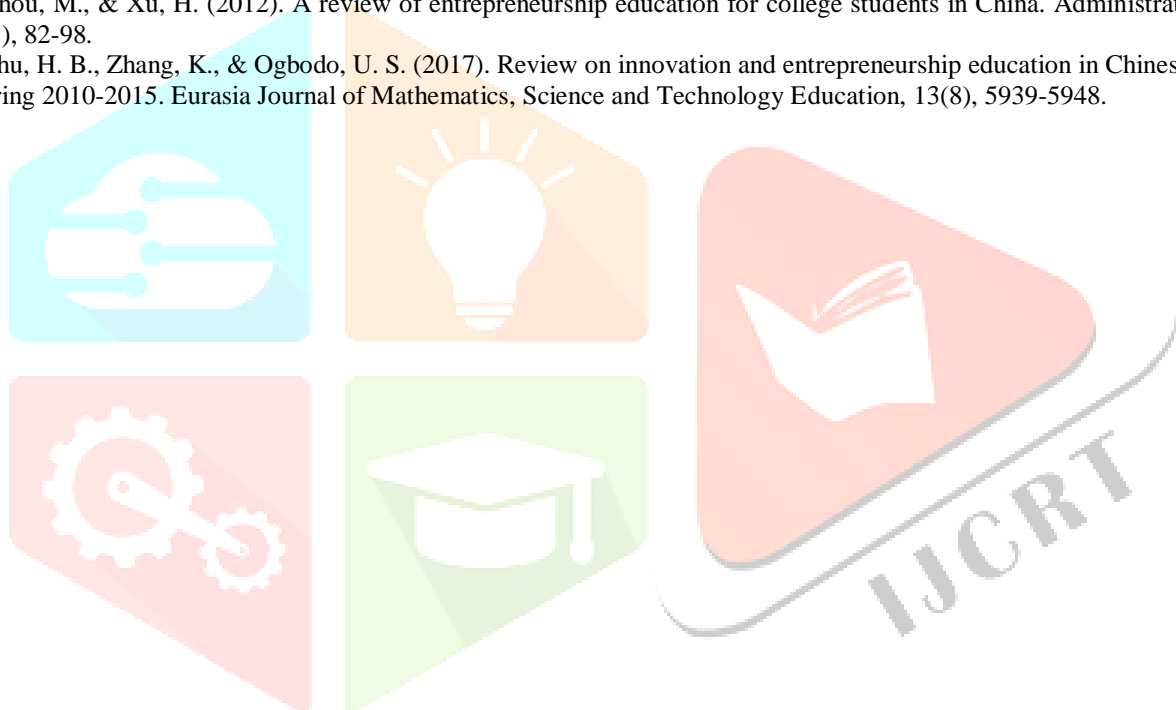 hou, M., & Xu, H. (2012). A review of entrepreneurship education for college students in China. Administrat
), 82-98.
hu, H. B., Zhang, K., & Ogbodo, U. S. (2017). Review on innovation and entrepreneurship education in Chines
ring 2010-2015. Eurasia Journal of Mathematics, Science and Technology Education, 13(8), 5939-5948.
IJCRT